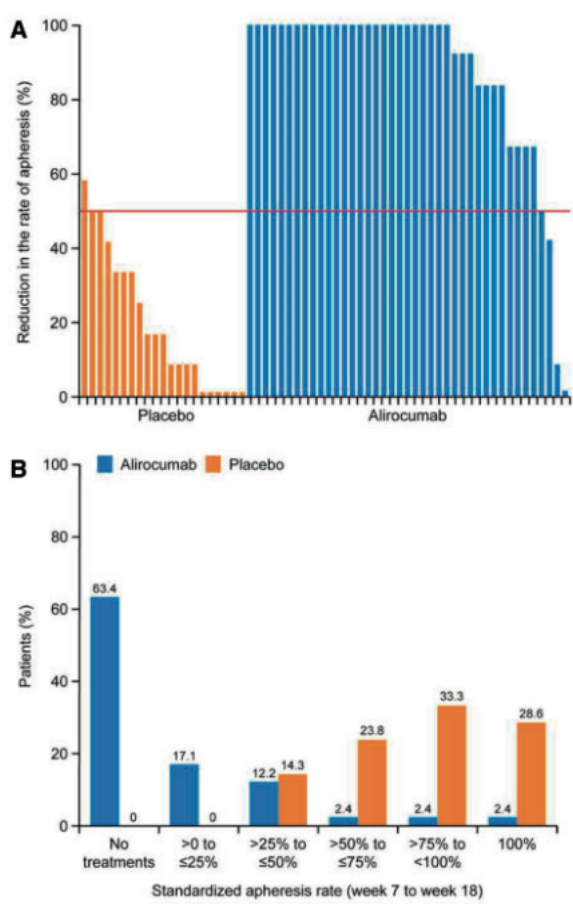 A
Reduction in the rate of apheresis (%)
100
80
60
40
20
0
Placebo
Alirocumab
B
Alirocumab
Placebo
Patients (%)
100
80
60
40
20
0
63.4
0
17.1
0
12.2
14.3
2.4
23.8
2.4
33.3
2.4
28.6
No
treatments
>0 to
≤25%
>25% to
≤50%
>50% to
≤75%
>75% to
<100%
100%
Standardized apheresis rate (week 7 to week 18)